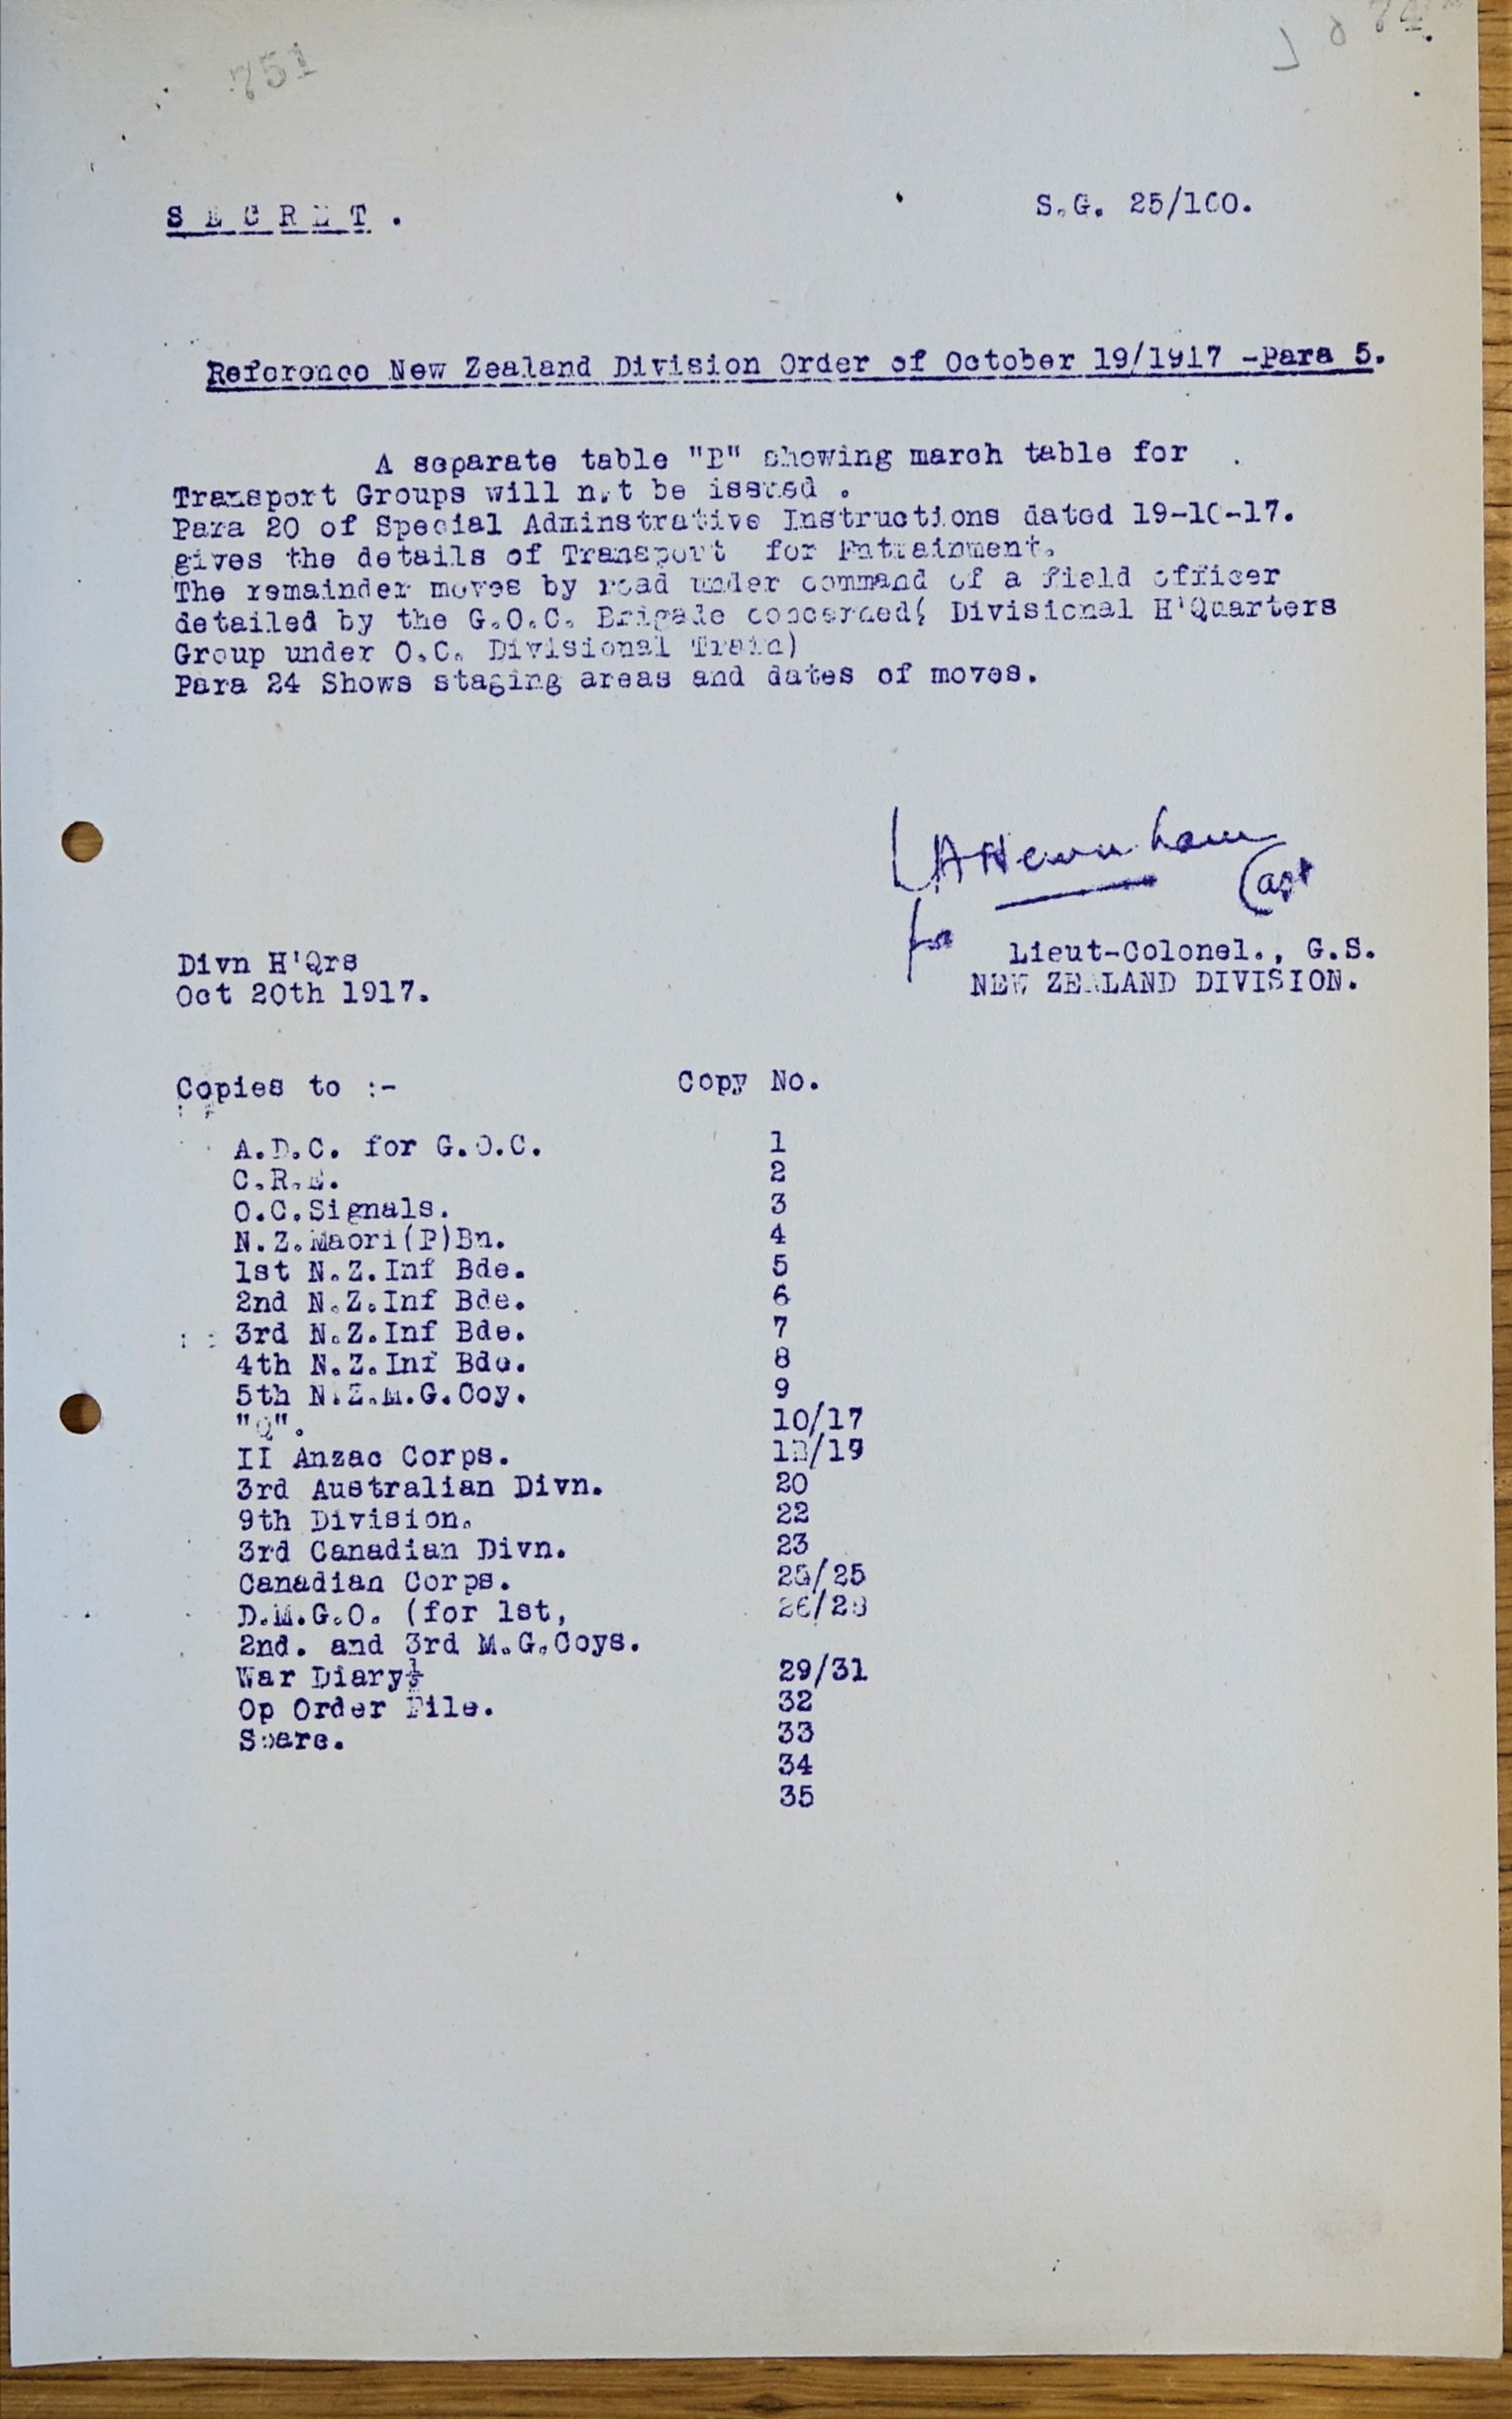 751
S E C R E T .
S.G. 25/100.
Reference New Zealand Division Order of October 19/1917 -Para 5.
A separate table "B" showing march table for
Transport Groups will not be issued .
Para 20 of Special Adminstrative Instructions dated 19-10-17.
gives the details of Transport for Entrainment.
The remainder moves by road under command of a field officer
detailed by the G.O.C. Brigade concerned( Divisional H'Quarters
Group under O.C. Divisional Train)
Para 24 Shows staging areas and dates of moves.
Capt
for
Lieut-Colonel., G.S.
NEW ZEALAND DIVISION.
Divn H'Qrs
Oct 20th 1917.
Copies to :- Copy No.
A.D.C. for G.O.C. 1
C.R.E. 2
O.C.Signals. 3
N.Z.Maori(P)Bn. 4
1st N.Z.Inf Bde. 5
2nd N.Z.Inf Bde. 6
3rd N.Z.Inf Bde. 7
4th N.Z.Inf Bde. 8
5th N.Z.M.G.Coy. 9
"Q". 10/17
II Anzac Corps. 18/19
3rd Australian Divn. 20
9th Division. 22
3rd Canadian Divn. 23
Canadian Corps. /25
D.M.G.O. (for 1st, 26/28
2nd. and 3rd M.G.Coys.
War Diary 29/31
Op Order File. 32
Spare. 33
34
35